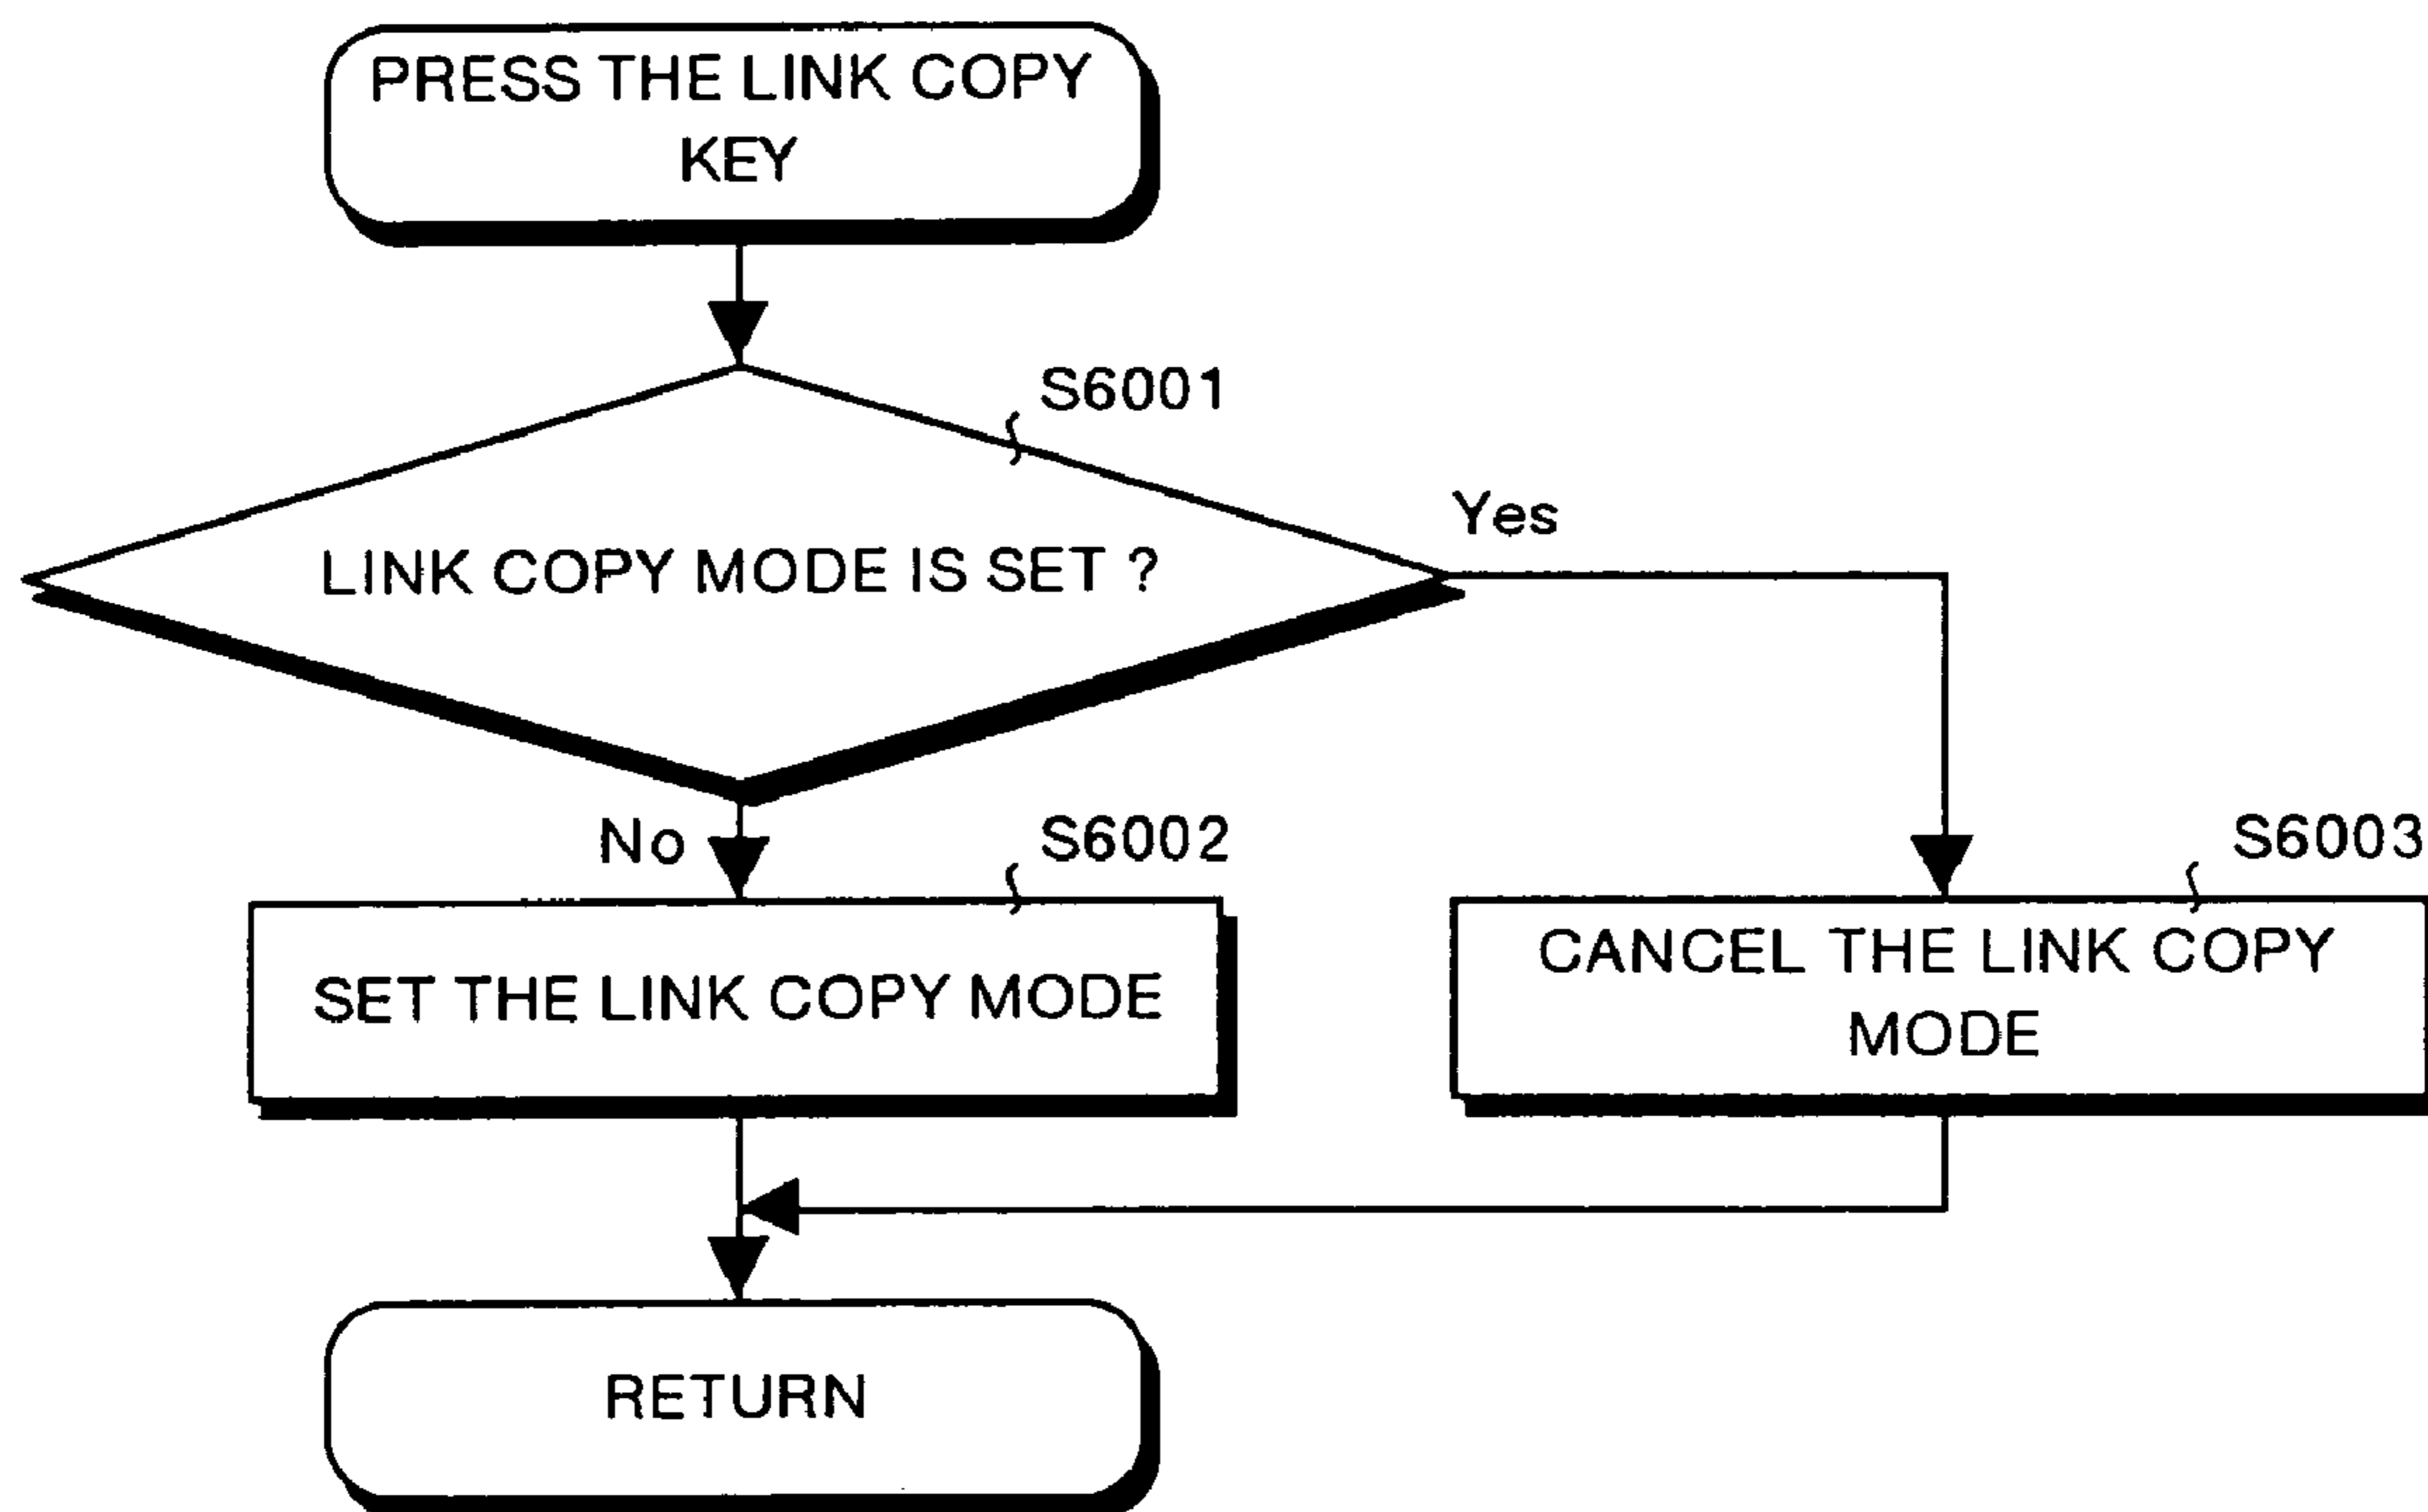 PRESS THE LINK COPY
KEY
S6001
Yes
LINK COPY MODE IS SET ?
No
S6002
S6003
SET THE LINK COPY MODE
CANCEL THE LINK COPY
MODE
RETURN